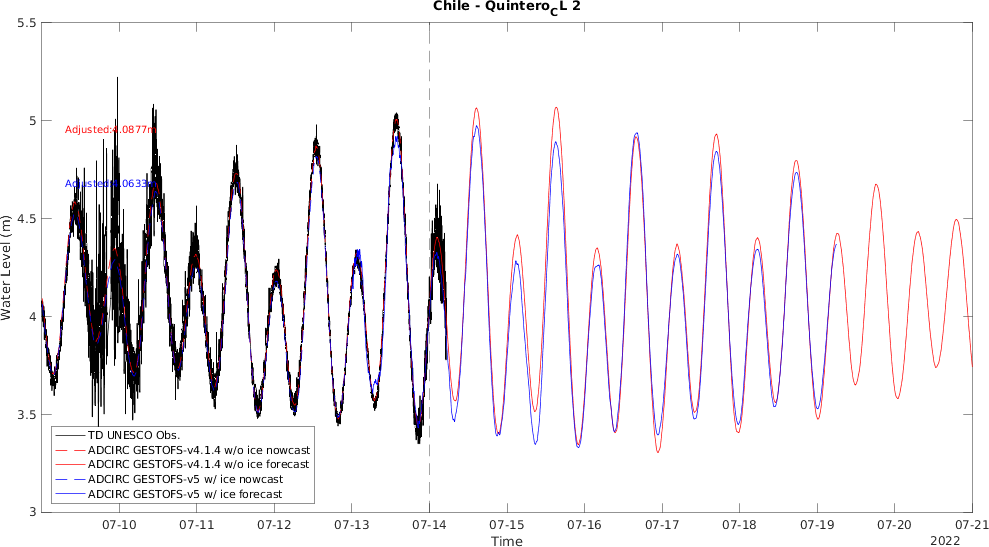 Chile - Quintero_CL 2
5.5
5
4.5
4
3.5
3
Water Level (m)
Adjusted:4.0877m
TD UNESCO Obs.
ADCIRC GESTOFS-v4.1.4 w/o ice nowcast
ADCIRC GESTOFS-v4.1.4 w/o ice forecast
ADCIRC GESTOFS-v5 w/ ice nowcast
ADCIRC GESTOFS-v5 w/ ice forecast
07-10 07-11 07-12 07-13 07-14 07-15 07-16 07-17 07-18 07-19 07-20 07-21
Time
2022